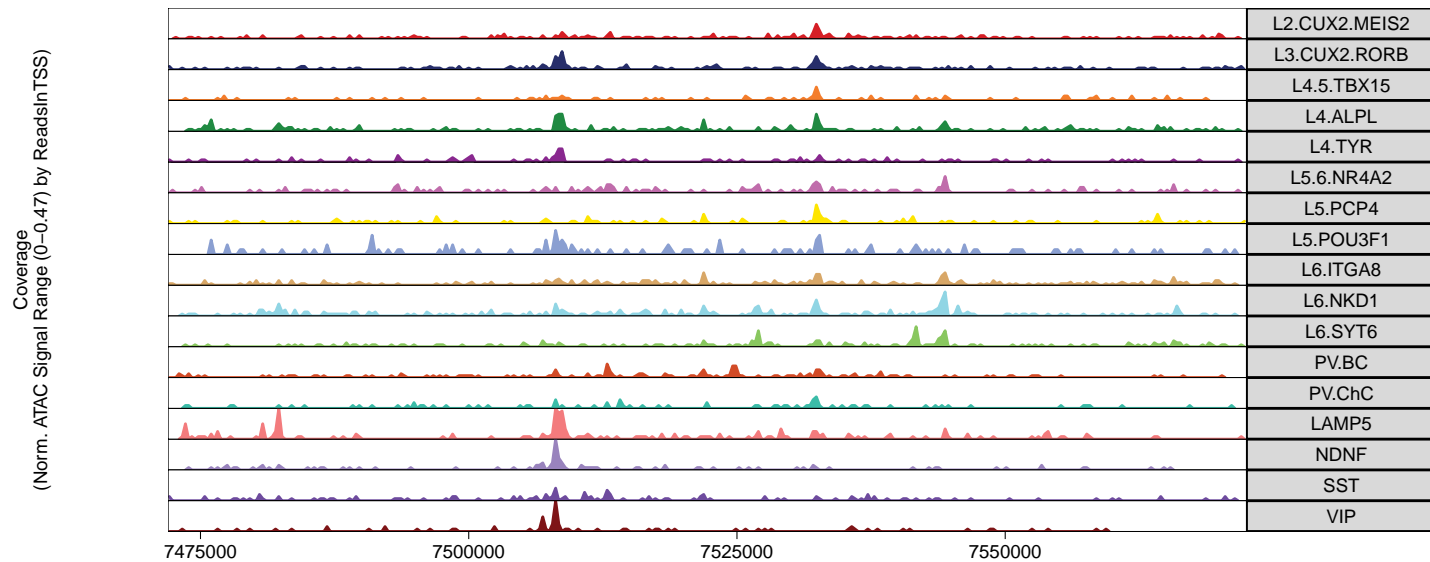 Coverage
(Norm. ATAC Signal Range (0−0.47) by ReadsInTSS)
L2.CUX2.MEIS2
L3.CUX2.RORB
L4.5.TBX15
L4.ALPL
L4.TYR
L5.6.NR4A2
L5.PCP4
L5.POU3F1
L6.ITGA8
L6.NKD1
L6.SYT6
PV.BC
PV.ChC
LAMP5
NDNF
SST
VIP
7475000 7500000 7525000 7550000